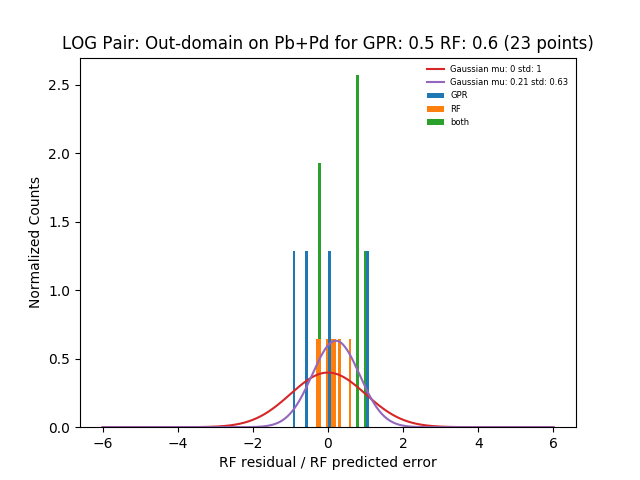 LOG Pair: Out-domain on Pb+Pd for GPR: 0.5 RF: 0.6 (23 points)
Gaussian mu: 0 std: 1
Gaussian mu: 0.21 std: 0.63
GPR
RF
both
Normalized Counts
2.5
2.0
1.5
1.0
0.5
0.0
−6 −4 −2 0 2 4 6
RF residual / RF predicted error